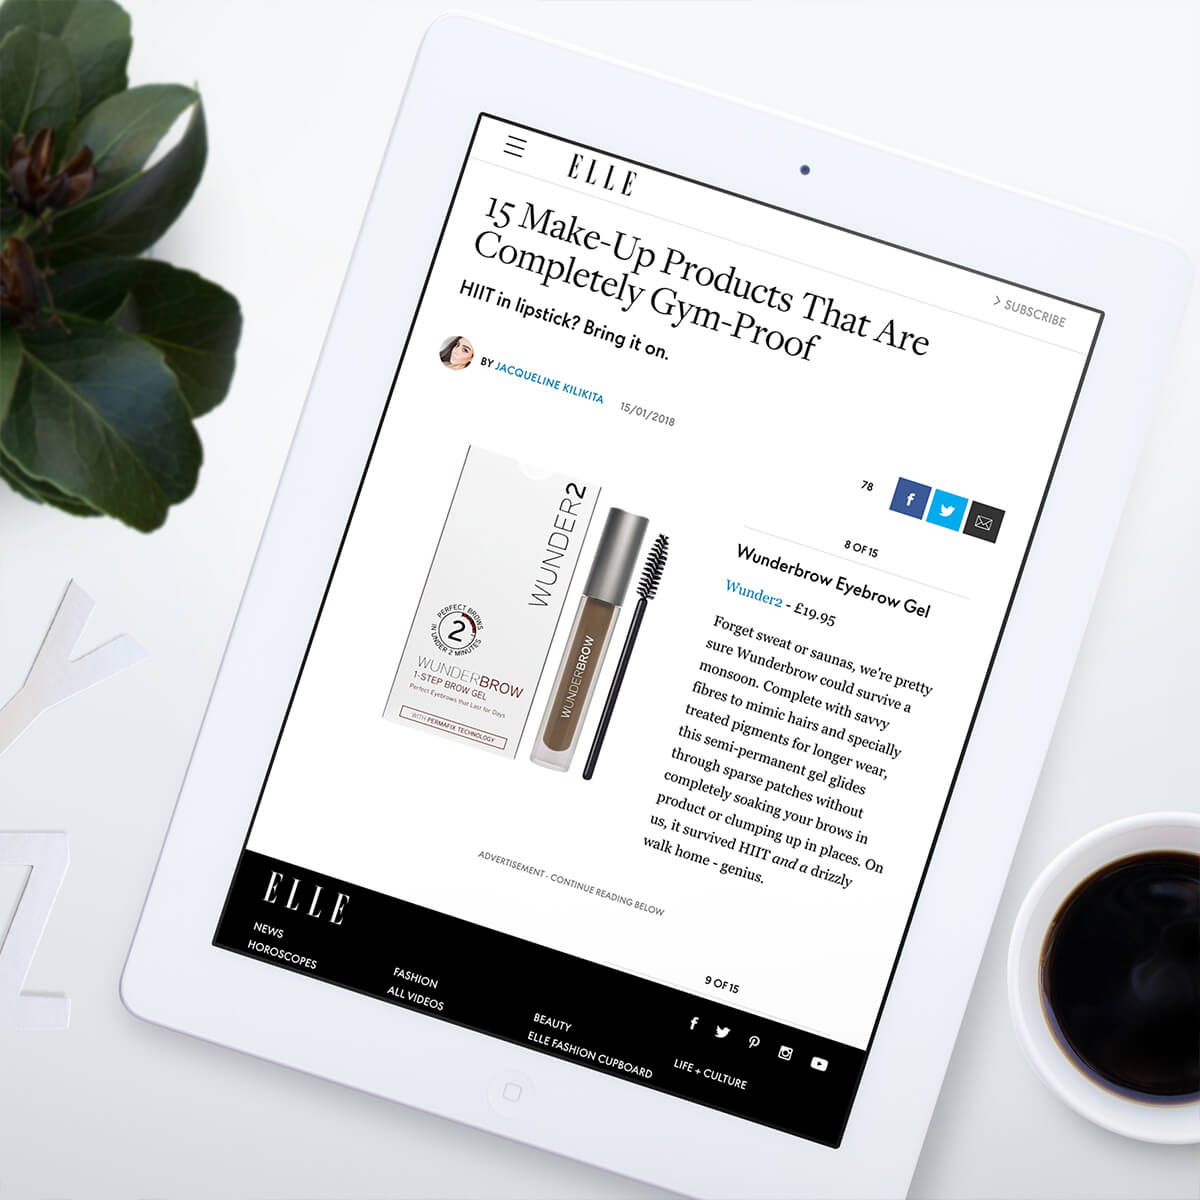 ELLE
> SUBSCRIBE
15 Make-Up Products That Are
Completely Gym-Proof
HIIT in lipstick? Bring it on.
BY JACQUELINE KILIKITA
15/01/2018
78
8 OF 15
Wunderbrow Eyebrow Gel
Wunder2 - £19.95
Forget sweat or saunas, we're pretty
sure Wunderbrow could survive a
monsoon. Complete with savvy
fibres to mimic hairs and specially
treated pigments for longer wear,
this semi-permanent gel glides
through sparse patches without
completely soaking your brows in
product or clumping up in places. On
us, it survived HIIT and a drizzly
walk home - genius.
WUNDER2
PERFECT BROWS
2
IN UNDER 2 MINUTES
WUNDERBROW
1-STEP BROW GEL
Perfect Eyebrows that Last for Days
WITH PERMAFIX TECHNOLOGY
WUNDERBROW
ADVERTISEMENT - CONTINUE READING BELOW
9 OF 15
ELLE
NEWS
HOROSCOPES
FASHION
ALL VIDEOS
BEAUTY
ELLE FASHION CUPBOARD
LIFE + CULTURE